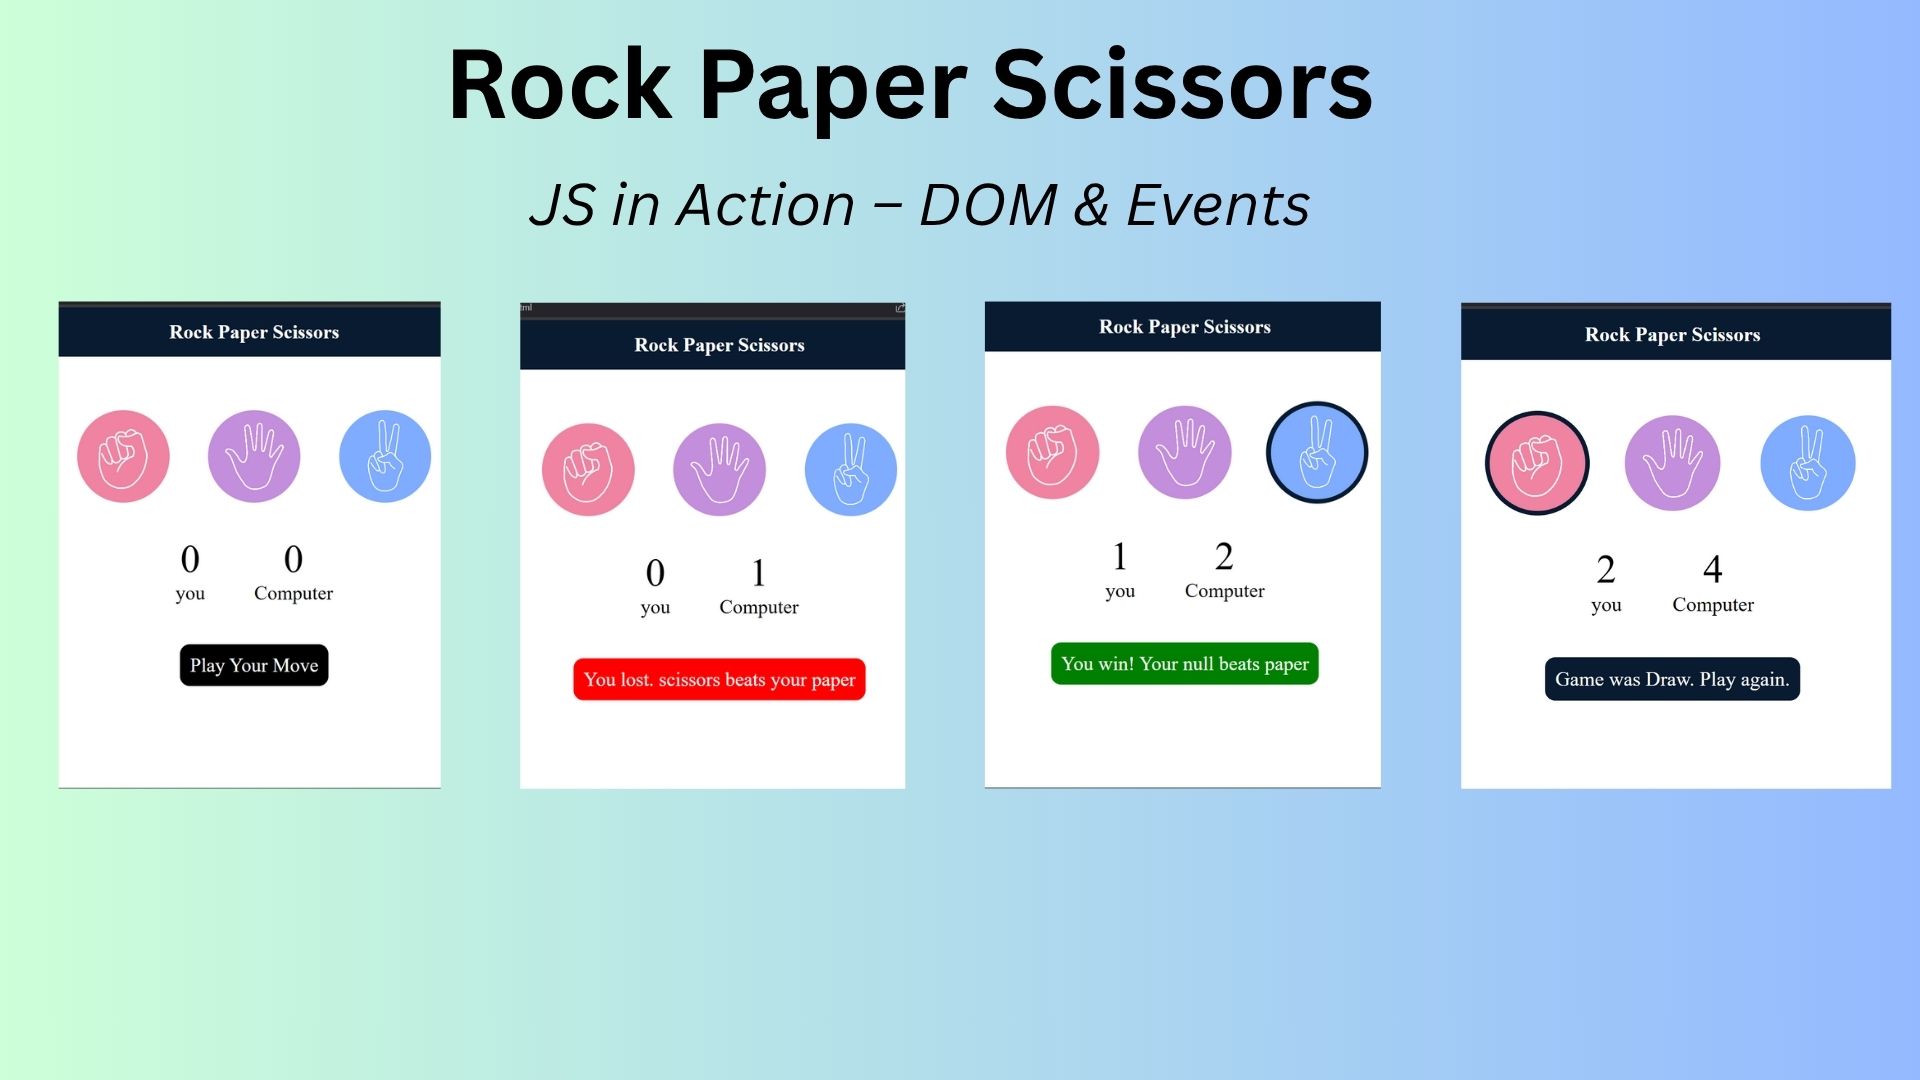 Rock Paper Scissors
JS in Action – DOM & Events
Rock Paper Scissors
0 0
you Computer
Play Your Move
tml
Rock Paper Scissors
0 1
you Computer
You lost. scissors beats your paper
Rock Paper Scissors
1 2
you Computer
You win! Your null beats paper
Rock Paper Scissors
2 4
you Computer
Game was Draw. Play again.